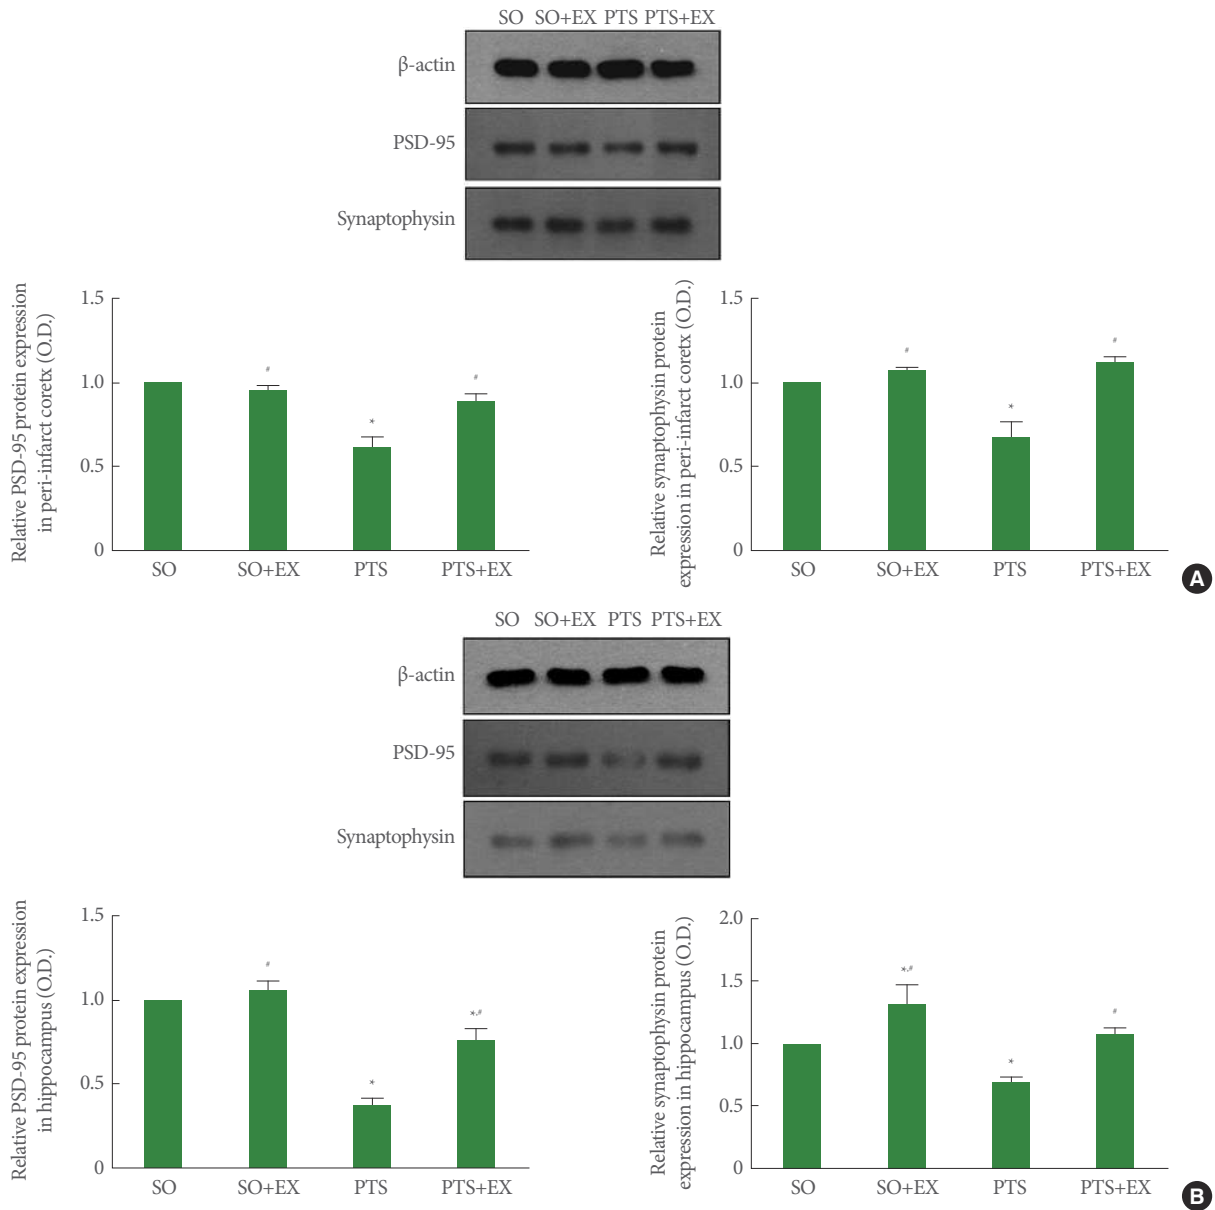 SO SO+EX PTS PTS+EX
β-actin
PSD-95
Synaptophysin
Relative PSD-95 protein expression
in peri-infarct coretx (O.D.)
1.5
1.0
0.5
0
#
*
#
SO SO+EX PTS PTS+EX
Relative synaptophysin protein
expression in peri-infarct coretx (O.D.)
1.5
1.0
0.5
0
#
*
#
SO SO+EX PTS PTS+EX
A
SO SO+EX PTS PTS+EX
β-actin
PSD-95
Synaptophysin
Relative PSD-95 protein expression
in hippocampus (O.D.)
1.5
1.0
0.5
0
#
*
*,#
SO SO+EX PTS PTS+EX
Relative synaptophysin protein
expression in hippocampus (O.D.)
2.0
1.5
1.0
0.5
0
*,#
*
#
SO SO+EX PTS PTS+EX
B